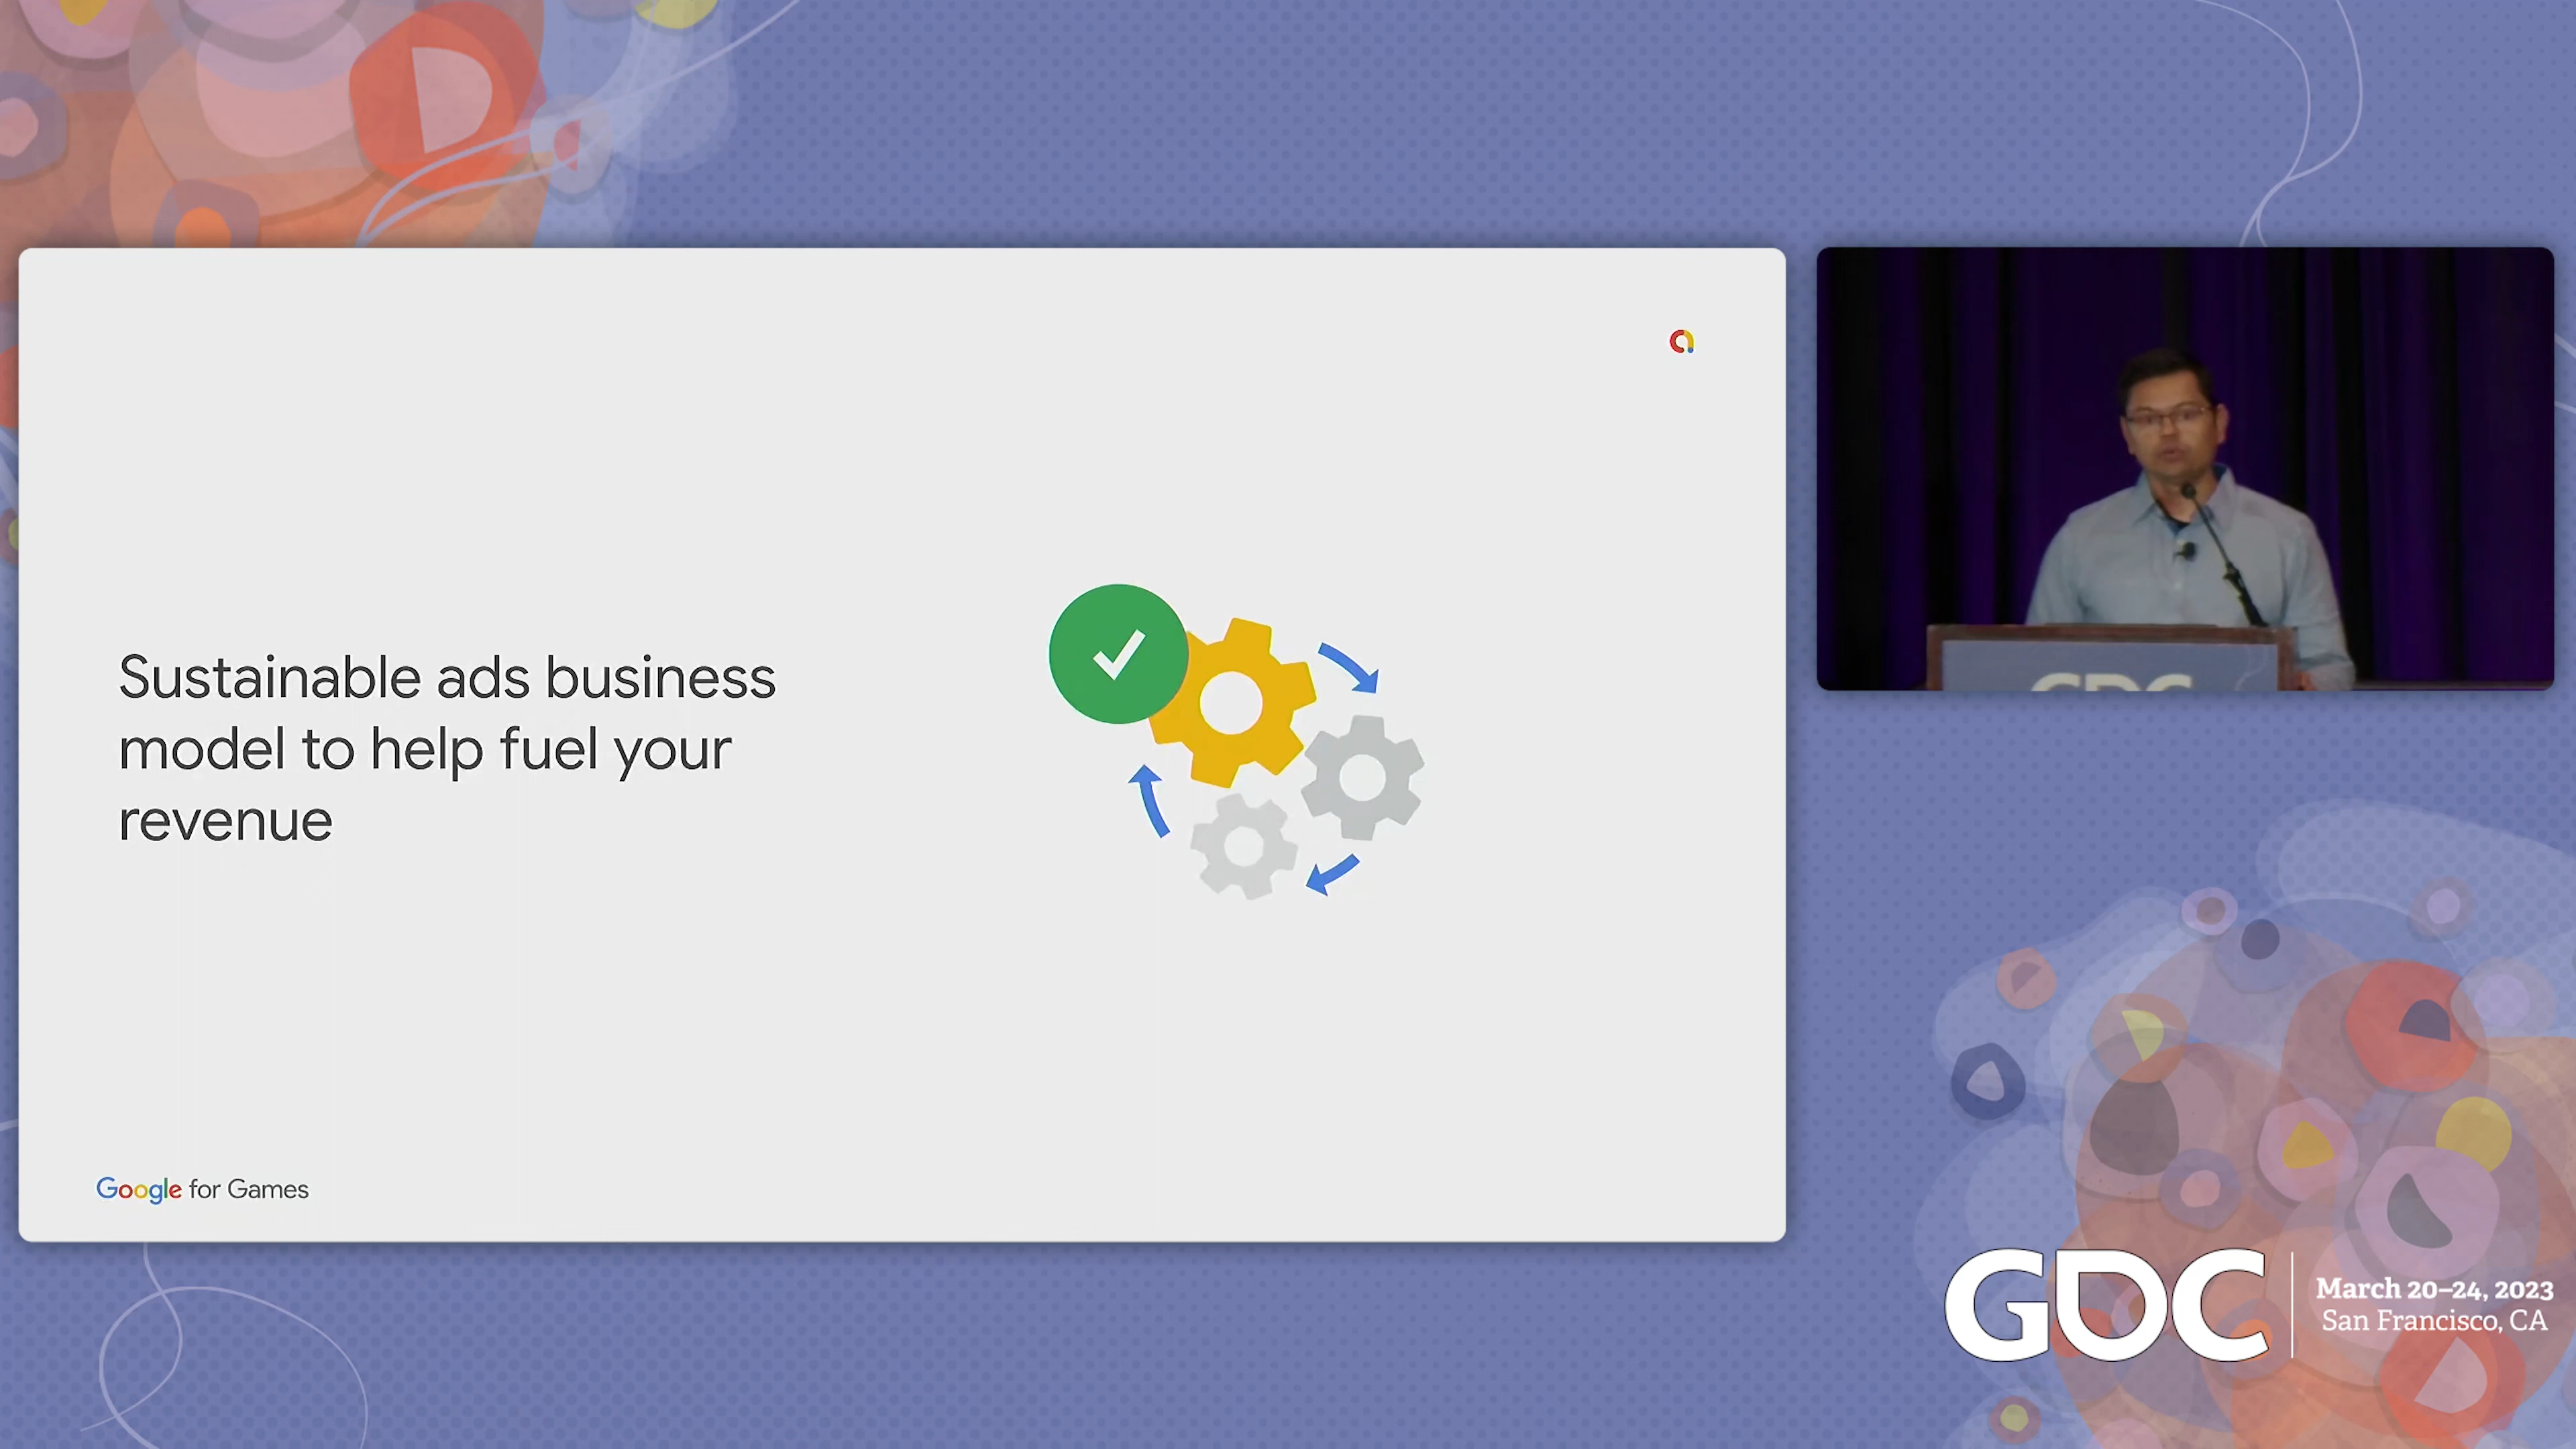 Sustainable ads business
model to help fuel your
revenue
Google for Games
GDC
GDC
March 20–24, 2023
San Francisco, CA